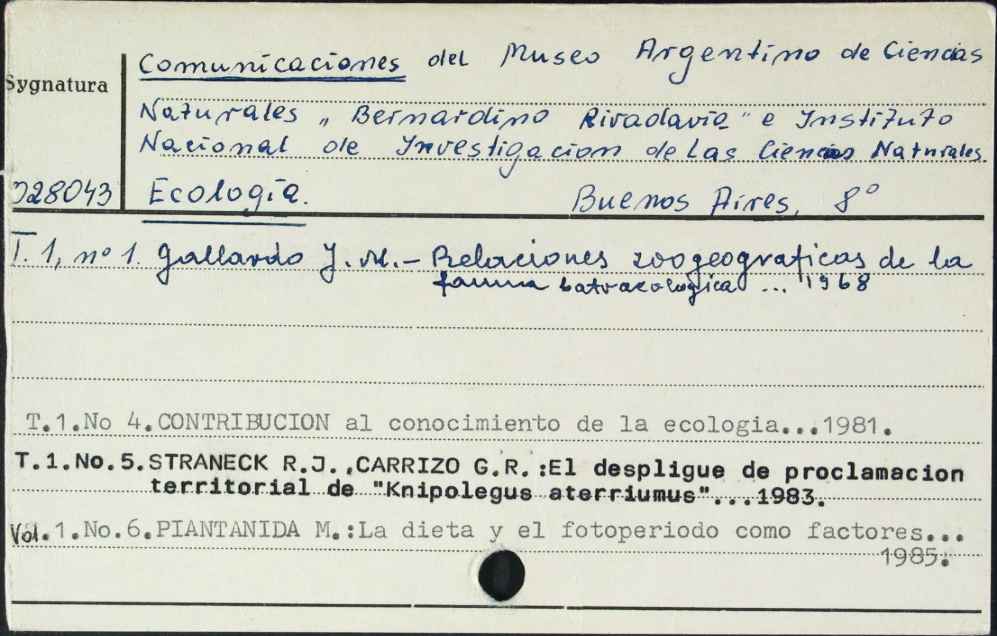 Comunicaciones del Museo Argentino de Ciencias
Sygnatura
Naturales „Bernardino Rivadavia" e Instituto
Nacional de Investigacion de las Ciencias Naturales
028043 Ecología. Buenos Aires, 8°
T. 1, n° 1. Gallardo J. M. – Relaciones zoogeograficas de la
fauna batracologica ... 1968
T.1.No 4.CONTRIBUCION al conocimiento de la ecologia...1981.
T.1.No.5.STRANECK R.J.,CARRIZO G.R.:El despligue de proclamacion
territorial de "Knipolegus aterriumus"...1983.
Vol.1.No.6.PIANTANIDA M.:La dieta y el fotoperiodo como factores...
1985.